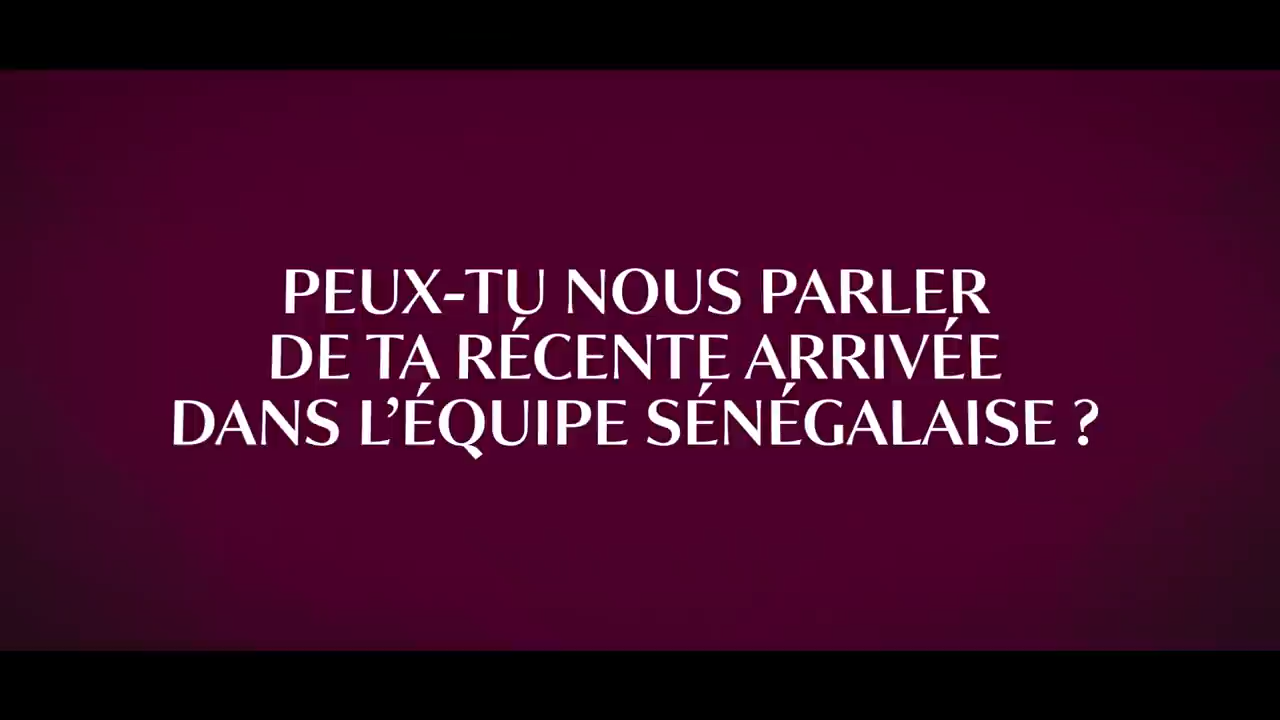 PEUX-TU NOUS PARLER
DE TA RÉCENTE ARRIVÉE
DANS L’ÉQUIPE SÉNÉGALAISE ?